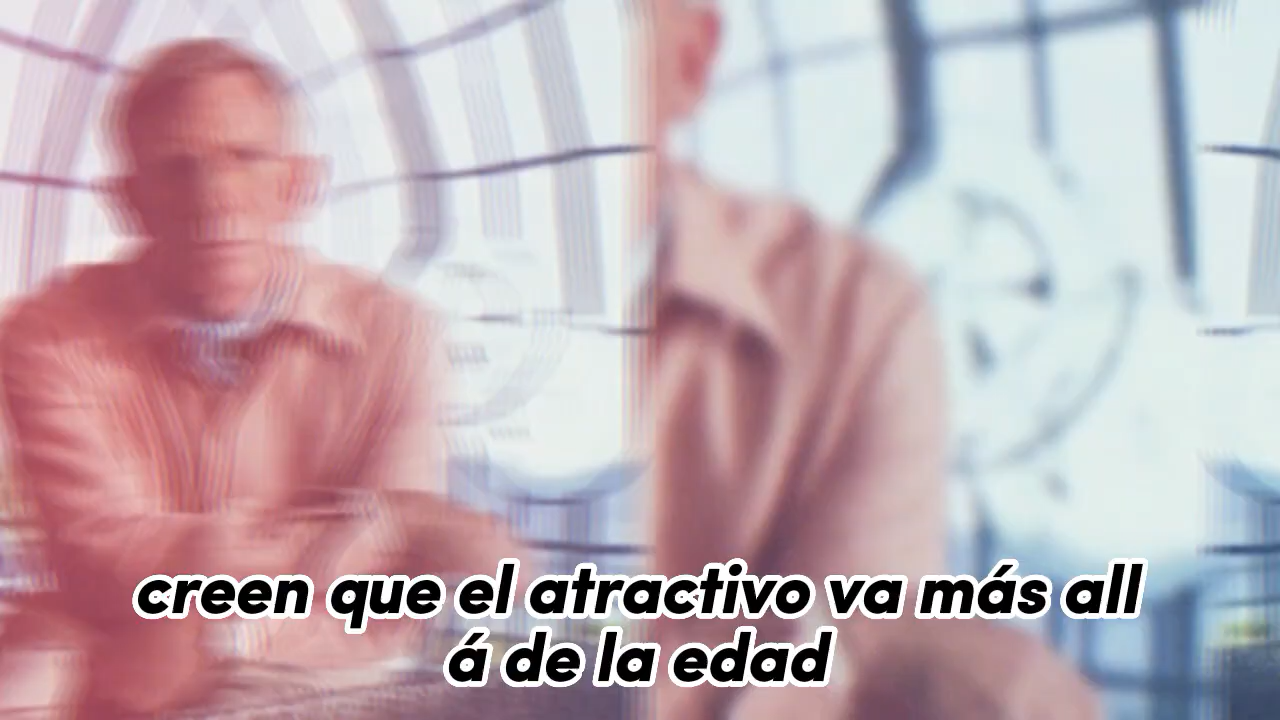 creen que el atractivo va más all
á de la edad